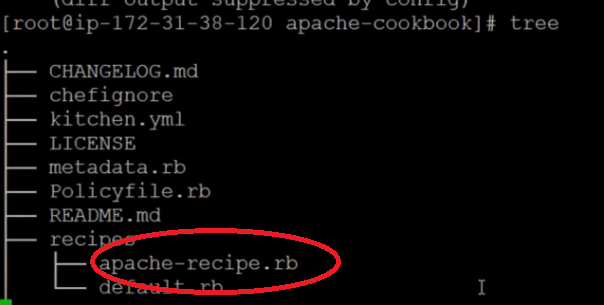 (diff output suppressed by config)
[root@ip-172-31-38-120 apache-cookbook]# tree
.
├── CHANGELOG.md
├── chefignore
├── kitchen.yml
├── LICENSE
├── metadata.rb
├── Policyfile.rb
├── README.md
├── recipes
│   ├── apache-recipe.rb
│   └── default.rb